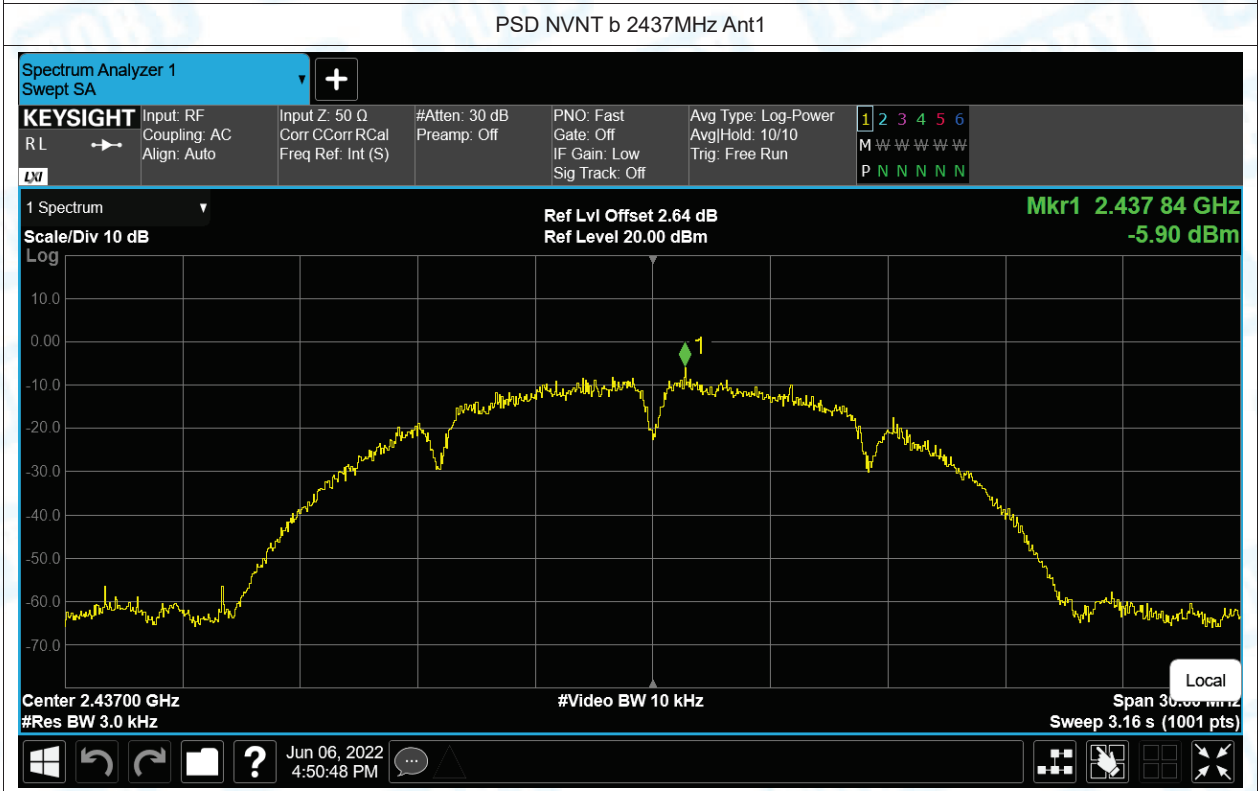 PSD NVNT b 2437MHz Ant1
Spectrum Analyzer 1
Swept SA
KEYSIGHT
R L
LXI
Input: RF
Coupling: AC
Align: Auto
Input Z: 50 Ω
Corr CCorr RCal
Freq Ref: Int (S)
#Atten: 30 dB
Preamp: Off
PNO: Fast
Gate: Off
IF Gain: Low
Sig Track: Off
Avg Type: Log-Power
Avg|Hold: 10/10
Trig: Free Run
1 2 3 4 5 6
M W W W W W
P N N N N N
1 Spectrum
Scale/Div 10 dB
Log
Ref Lvl Offset 2.64 dB
Ref Level 20.00 dBm
Mkr1 2.437 84 GHz
-5.90 dBm
10.0
0.00
-10.0
-20.0
-30.0
-40.0
-50.0
-60.0
-70.0
1
Center 2.43700 GHz
#Res BW 3.0 kHz
#Video BW 10 kHz
Local
Span 30.00 MHz
Sweep 3.16 s (1001 pts)
?
Jun 06, 2022
4:50:48 PM